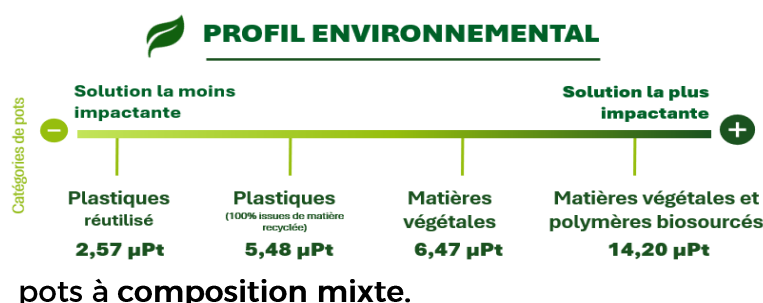 PROFIL ENVIRONNEMENTAL
Solution la moins
impactante
Solution la plus
impactante
Catégories de pots
−
+
Plastiques
réutilisé
2,57 µPt
Plastiques
(100% issues de matière
recyclée)
5,48 µPt
Matières
végétales
6,47 µPt
Matières végétales et
polymères biosourcés
14,20 µPt
pots à composition mixte.